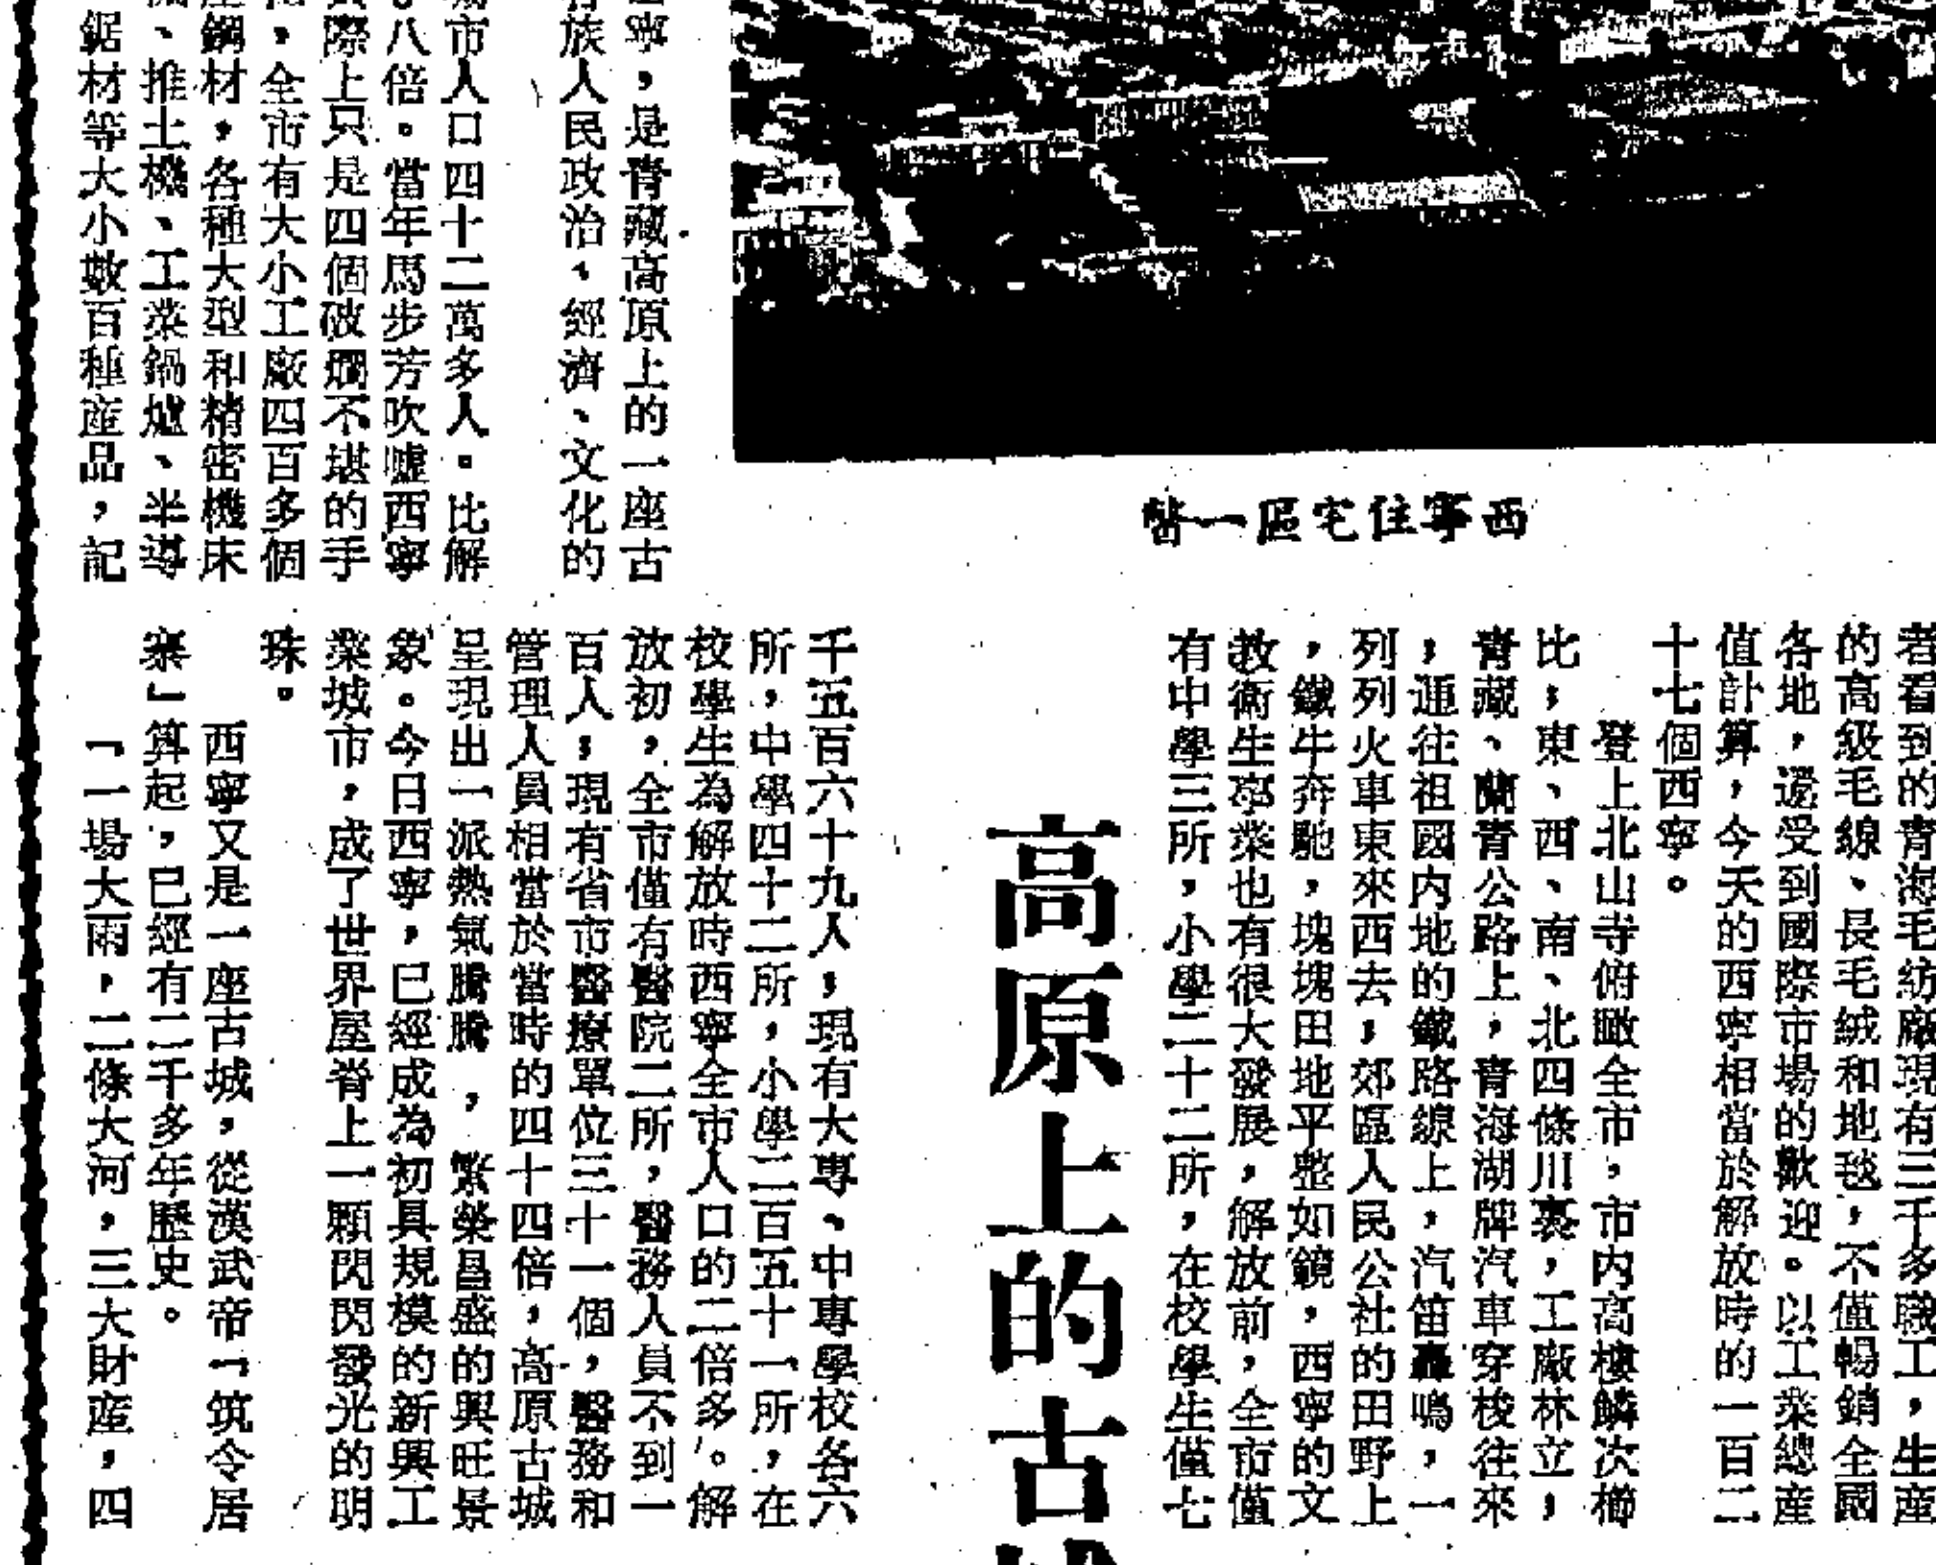 寧，是青藏高原上的一座古
族人民政治、經濟、文化的
市人口四十二萬多人。比解
八倍。當年馬步芳吹噓西寧
際上只是四個破爛不堪的手
，全市有大小工廠四百多個
鋼材，各種大型和精密機床
、推土機、工業鍋爐、半導
鋸材等大小數百種産品，記
西寧住宅區一瞥
者看到的青海毛紡廠現有三千多職工，生産
的高級毛線、長毛絨和地毯，不僅暢銷全國
各地，還受到國際市場的歡迎。以工業總産
值計算，今天的西寧相當於解放時的一百二
十七個西寧。
登上北山寺俯瞰全市，市内高樓鱗次櫛
比；東、西、南、北四條川裏，工廠林立；
青藏、蘭青公路上，青海湖牌汽車穿梭往來
；通往祖國内地的鐵路線上，汽笛轟鳴，一
列列火車東來西去；郊區人民公社的田野上
，鐵牛奔馳，塊塊田地平整如鏡，西寧的文
教衛生事業也有很大發展，解放前，全市僅
有中學三所，小學二十二所，在校學生僅七
高原上的古
千五百六十九人；現有大專、中專學校各六
所，中學四十二所，小學二百五十一所，在
校學生為解放時西寧全市人口的二倍多。解
放初，全市僅有醫院二所，醫務人員不到一
百人；現有省市醫療單位三十一個，醫務和
管理人員相當於當時的四十四倍，高原古城
呈現出一派熱氣騰騰，繁榮昌盛的興旺景
象。今日西寧，已經成為初具規模的新興工
業城市，成了世界屋脊上一顆閃閃發光的明
珠。
西寧又是一座古城，從漢武帝「筑令居
寨」算起，已經有二千多年歷史。
「一場大雨，二條大河，三大財産，四